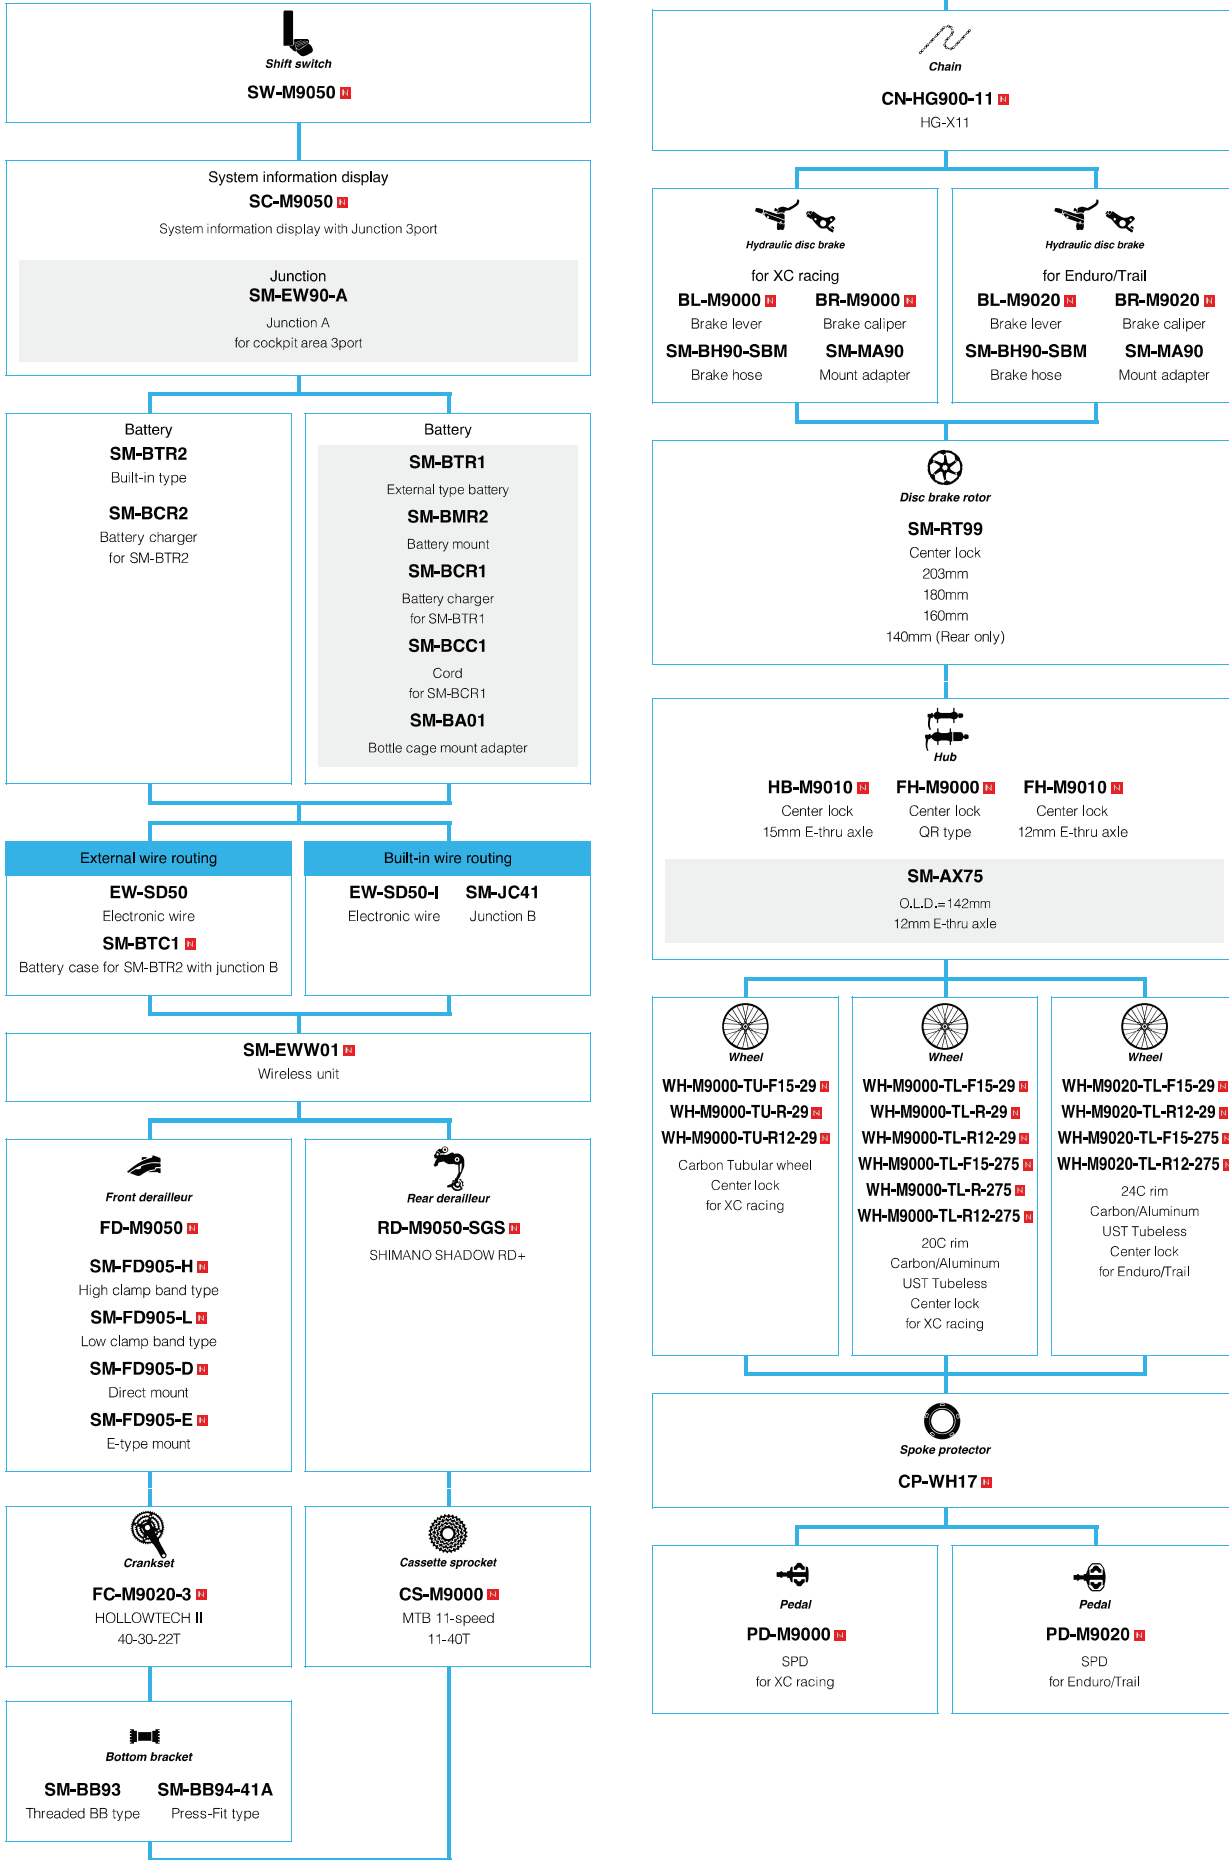 Shift switch
SW-M9050 N
System information display
SC-M9050 N
System information display with Junction 3port
Junction
SM-EW90-A
Junction A
for cockpit area 3port
Battery
SM-BTR2
Built-in type
SM-BCR2
Battery charger
for SM-BTR2
Battery
SM-BTR1
External type battery
SM-BMR2
Battery mount
SM-BCR1
Battery charger
for SM-BTR1
SM-BCC1
Cord
for SM-BCR1
SM-BA01
Bottle cage mount adapter
External wire routing
EW-SD50
Electronic wire
SM-BTC1 N
Battery case for SM-BTR2 with junction B
Built-in wire routing
EW-SD50-I SM-JC41
Electronic wire Junction B
SM-EWW01 N
Wireless unit
Front derailleur
FD-M9050 N
SM-FD905-H N
High clamp band type
SM-FD905-L N
Low clamp band type
SM-FD905-D N
Direct mount
SM-FD905-E N
E-type mount
Rear derailleur
RD-M9050-SGS N
SHIMANO SHADOW RD+
Crankset
FC-M9020-3 N
HOLLOWTECH II
40-30-22T
Cassette sprocket
CS-M9000 N
MTB 11-speed
11-40T
Bottom bracket
SM-BB93 SM-BB94-41A
Threaded BB type Press-Fit type
Chain
CN-HG900-11 N
HG-X11
Hydraulic disc brake
for XC racing
BL-M9000 N BR-M9000 N
Brake lever Brake caliper
SM-BH90-SBM SM-MA90
Brake hose Mount adapter
Hydraulic disc brake
for Enduro/Trail
BL-M9020 N BR-M9020 N
Brake lever Brake caliper
SM-BH90-SBM SM-MA90
Brake hose Mount adapter
Disc brake rotor
SM-RT99
Center lock
203mm
180mm
160mm
140mm (Rear only)
Hub
HB-M9010 N FH-M9000 N FH-M9010 N
Center lock Center lock Center lock
15mm E-thru axle QR type 12mm E-thru axle
SM-AX75
O.L.D.=142mm
12mm E-thru axle
Wheel
WH-M9000-TU-F15-29 N
WH-M9000-TU-R-29 N
WH-M9000-TU-R12-29 N
Carbon Tubular wheel
Center lock
for XC racing
Wheel
WH-M9000-TL-F15-29 N
WH-M9000-TL-R-29 N
WH-M9000-TL-R12-29 N
WH-M9000-TL-F15-275 N
WH-M9000-TL-R-275 N
WH-M9000-TL-R12-275 N
20C rim
Carbon/Aluminum
UST Tubeless
Center lock
for XC racing
Wheel
WH-M9020-TL-F15-29 N
WH-M9020-TL-R12-29 N
WH-M9020-TL-F15-275 N
WH-M9020-TL-R12-275 N
24C rim
Carbon/Aluminum
UST Tubeless
Center lock
for Enduro/Trail
Spoke protector
CP-WH17 N
Pedal
PD-M9000 N
SPD
for XC racing
Pedal
PD-M9020 N
SPD
for Enduro/Trail